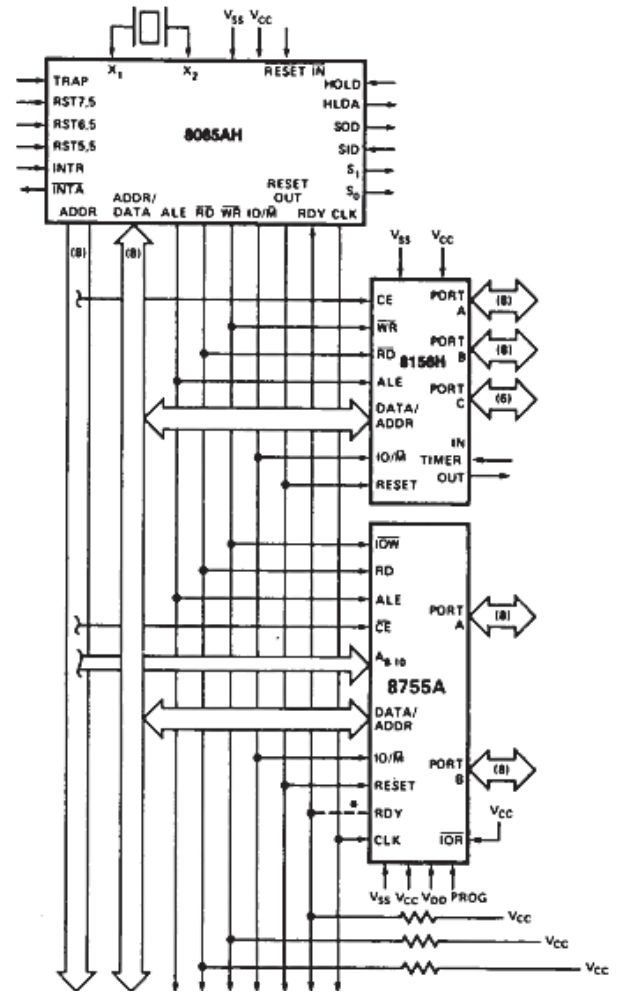 VSS VCC
X1 X2 RESET IN
TRAP HOLD
RST7,5 HLDA
8085AH
RST6,5 SOD
RST5,5 SID
INTR S1
INTA S0
ADDR ADDR/ DATA ALE RD WR IO/M RESET OUT RDY CLK
(8) (8)
VSS VCC
CE PORT A (8)
WR
RD PORT B (8)
8156H
ALE
PORT C (6)
DATA/ ADDR
IN
IO/M TIMER
OUT
RESET
IOW
RD
ALE
PORT A (8)
CE
A8-10
8755A
DATA/ ADDR
IO/M
PORT B (8)
RESET
* RDY
VCC
CLK IOR
VSS VCC VDD PROG
VCC
VCC
VCC